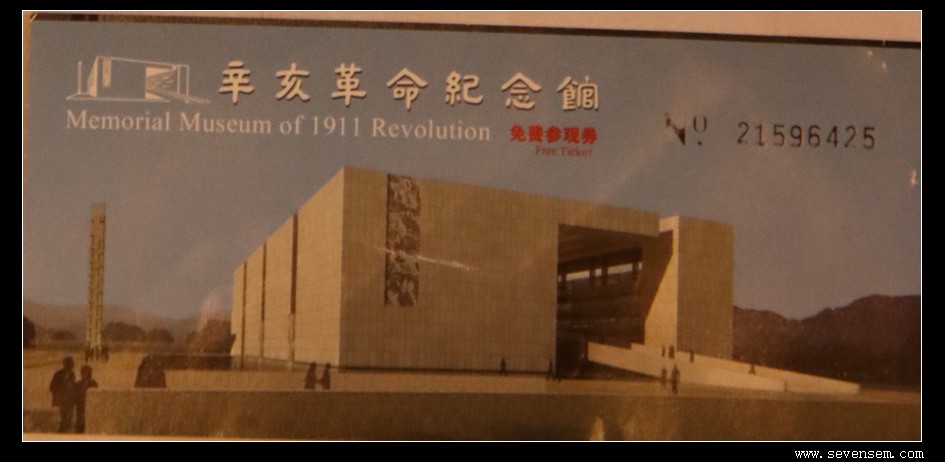 辛亥革命紀念館
Memorial Museum of 1911 Revolution
免费参观券
Free Ticket
No. 21596425
www.sevensem.com